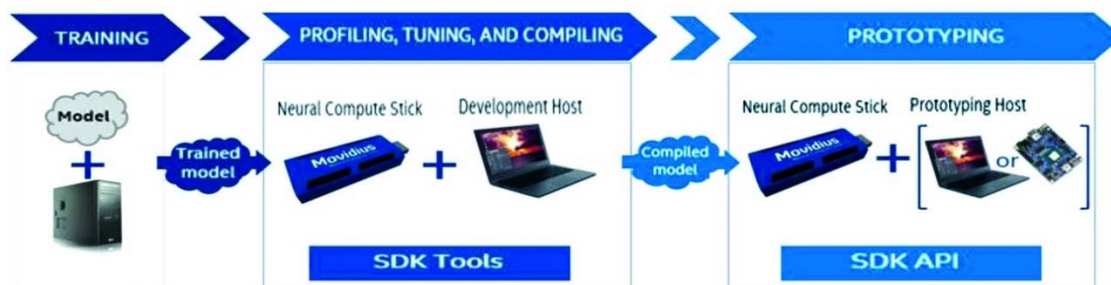 TRAINING
PROFILING, TUNING, AND COMPILING
PROTOTYPING
Model
Trained
model
Neural Compute Stick
Development Host
Movidius
SDK Tools
Compiled
model
Neural Compute Stick
Prototyping Host
Movidius
or
SDK API